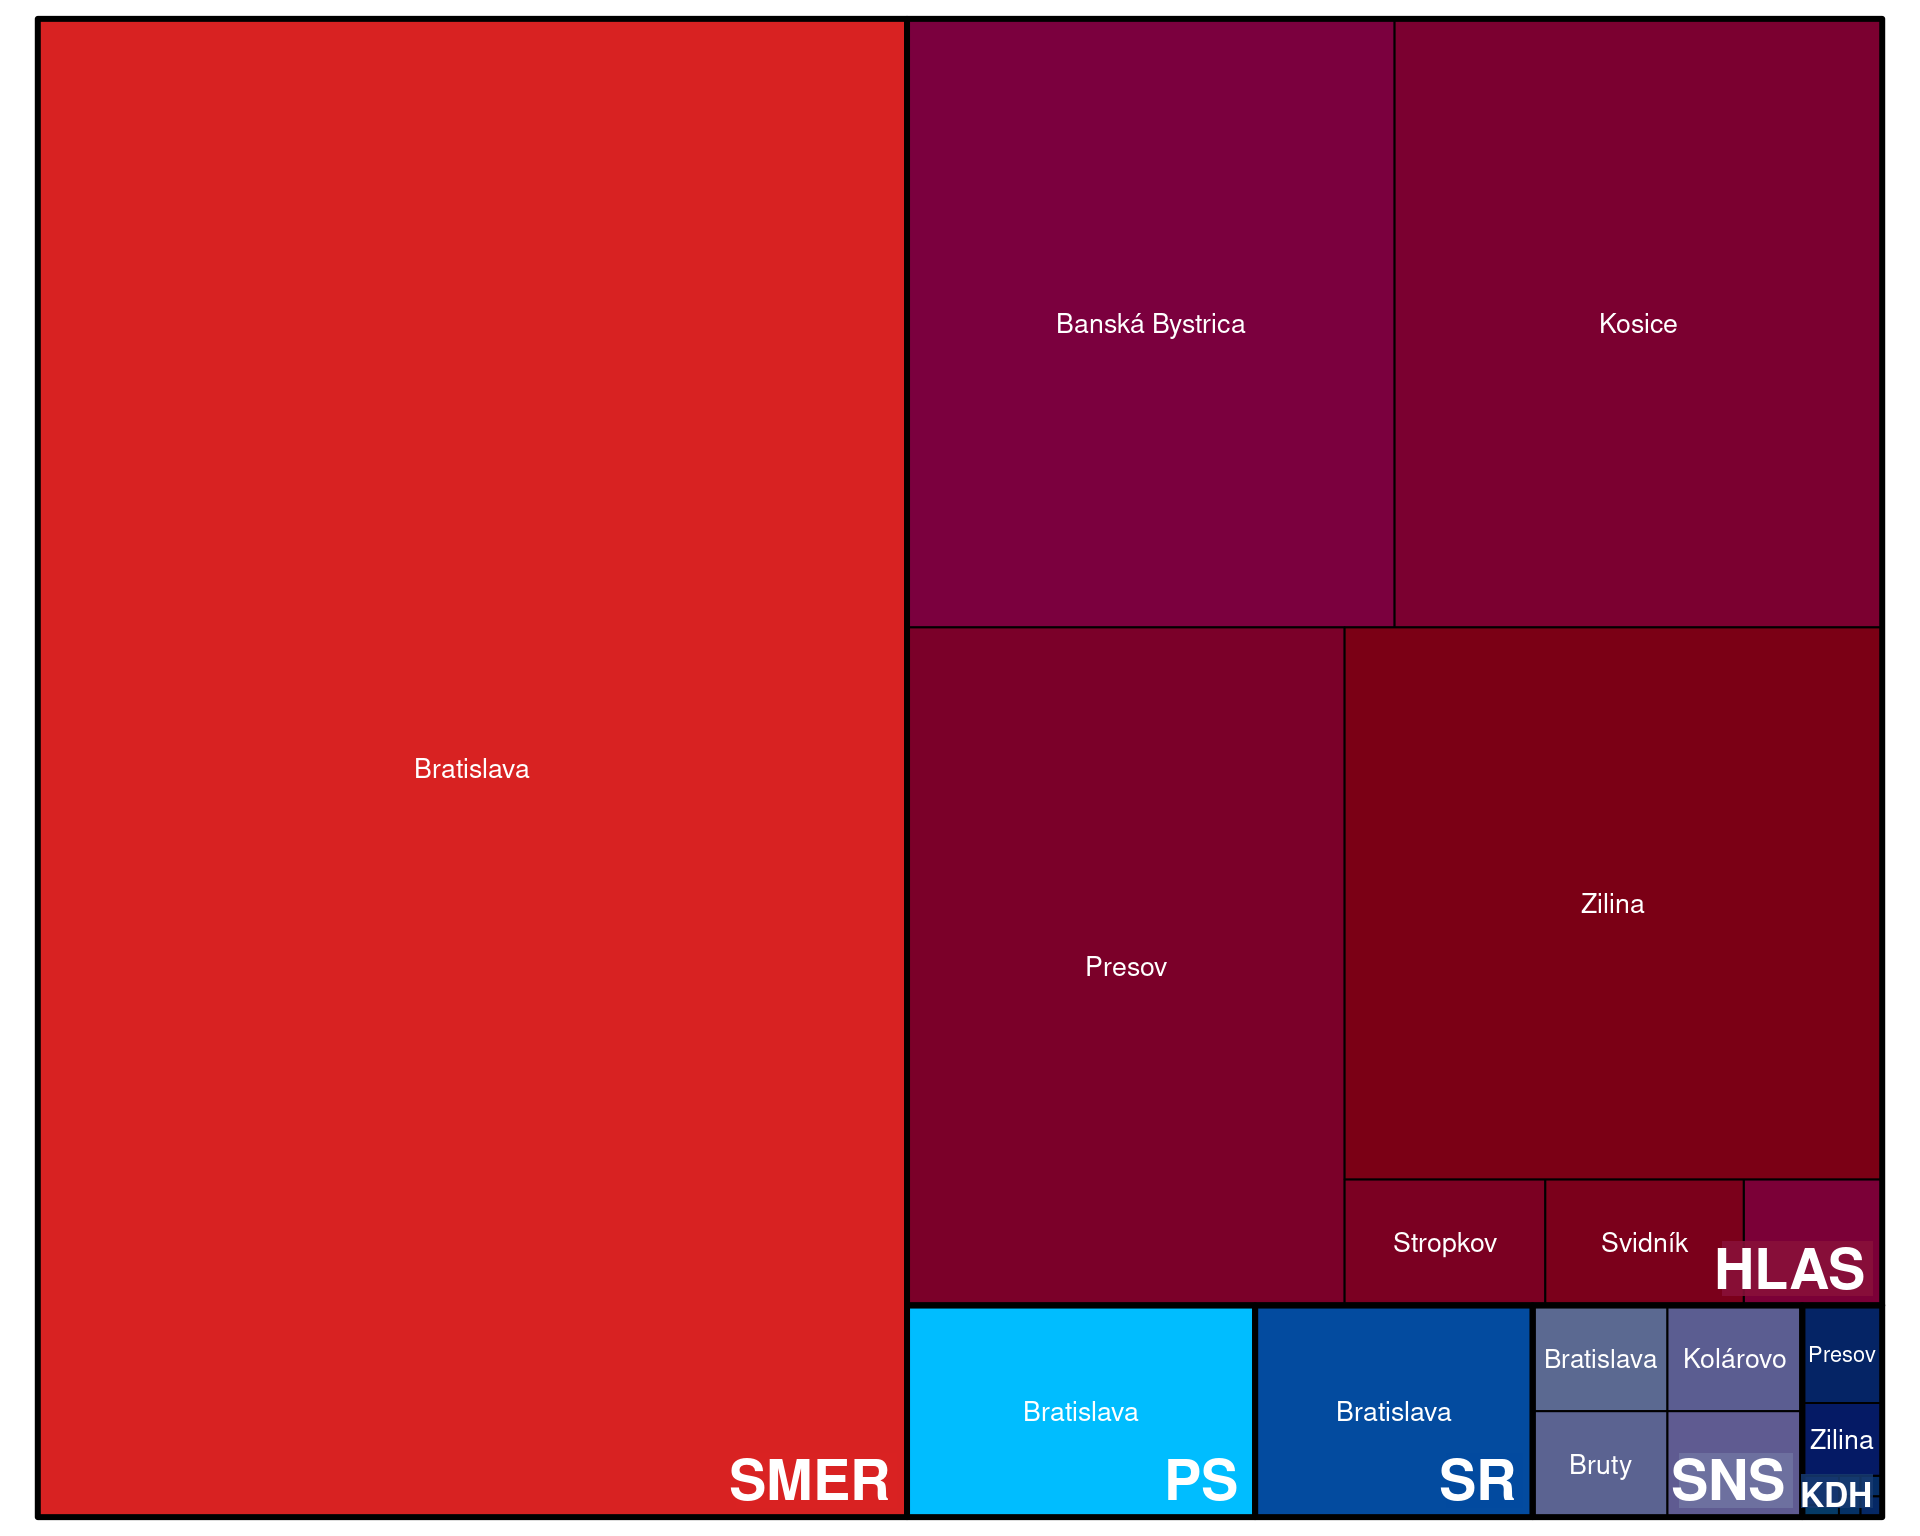 Banská Bystrica
Kosice
Bratislava
Zilina
Presov
Stropkov
Svidník
HLAS
Bratislava
Bratislava
Bratislava
Kolárovo
Presov
Zilina
Bruty
SMER
PS
SR
SNS
KDH